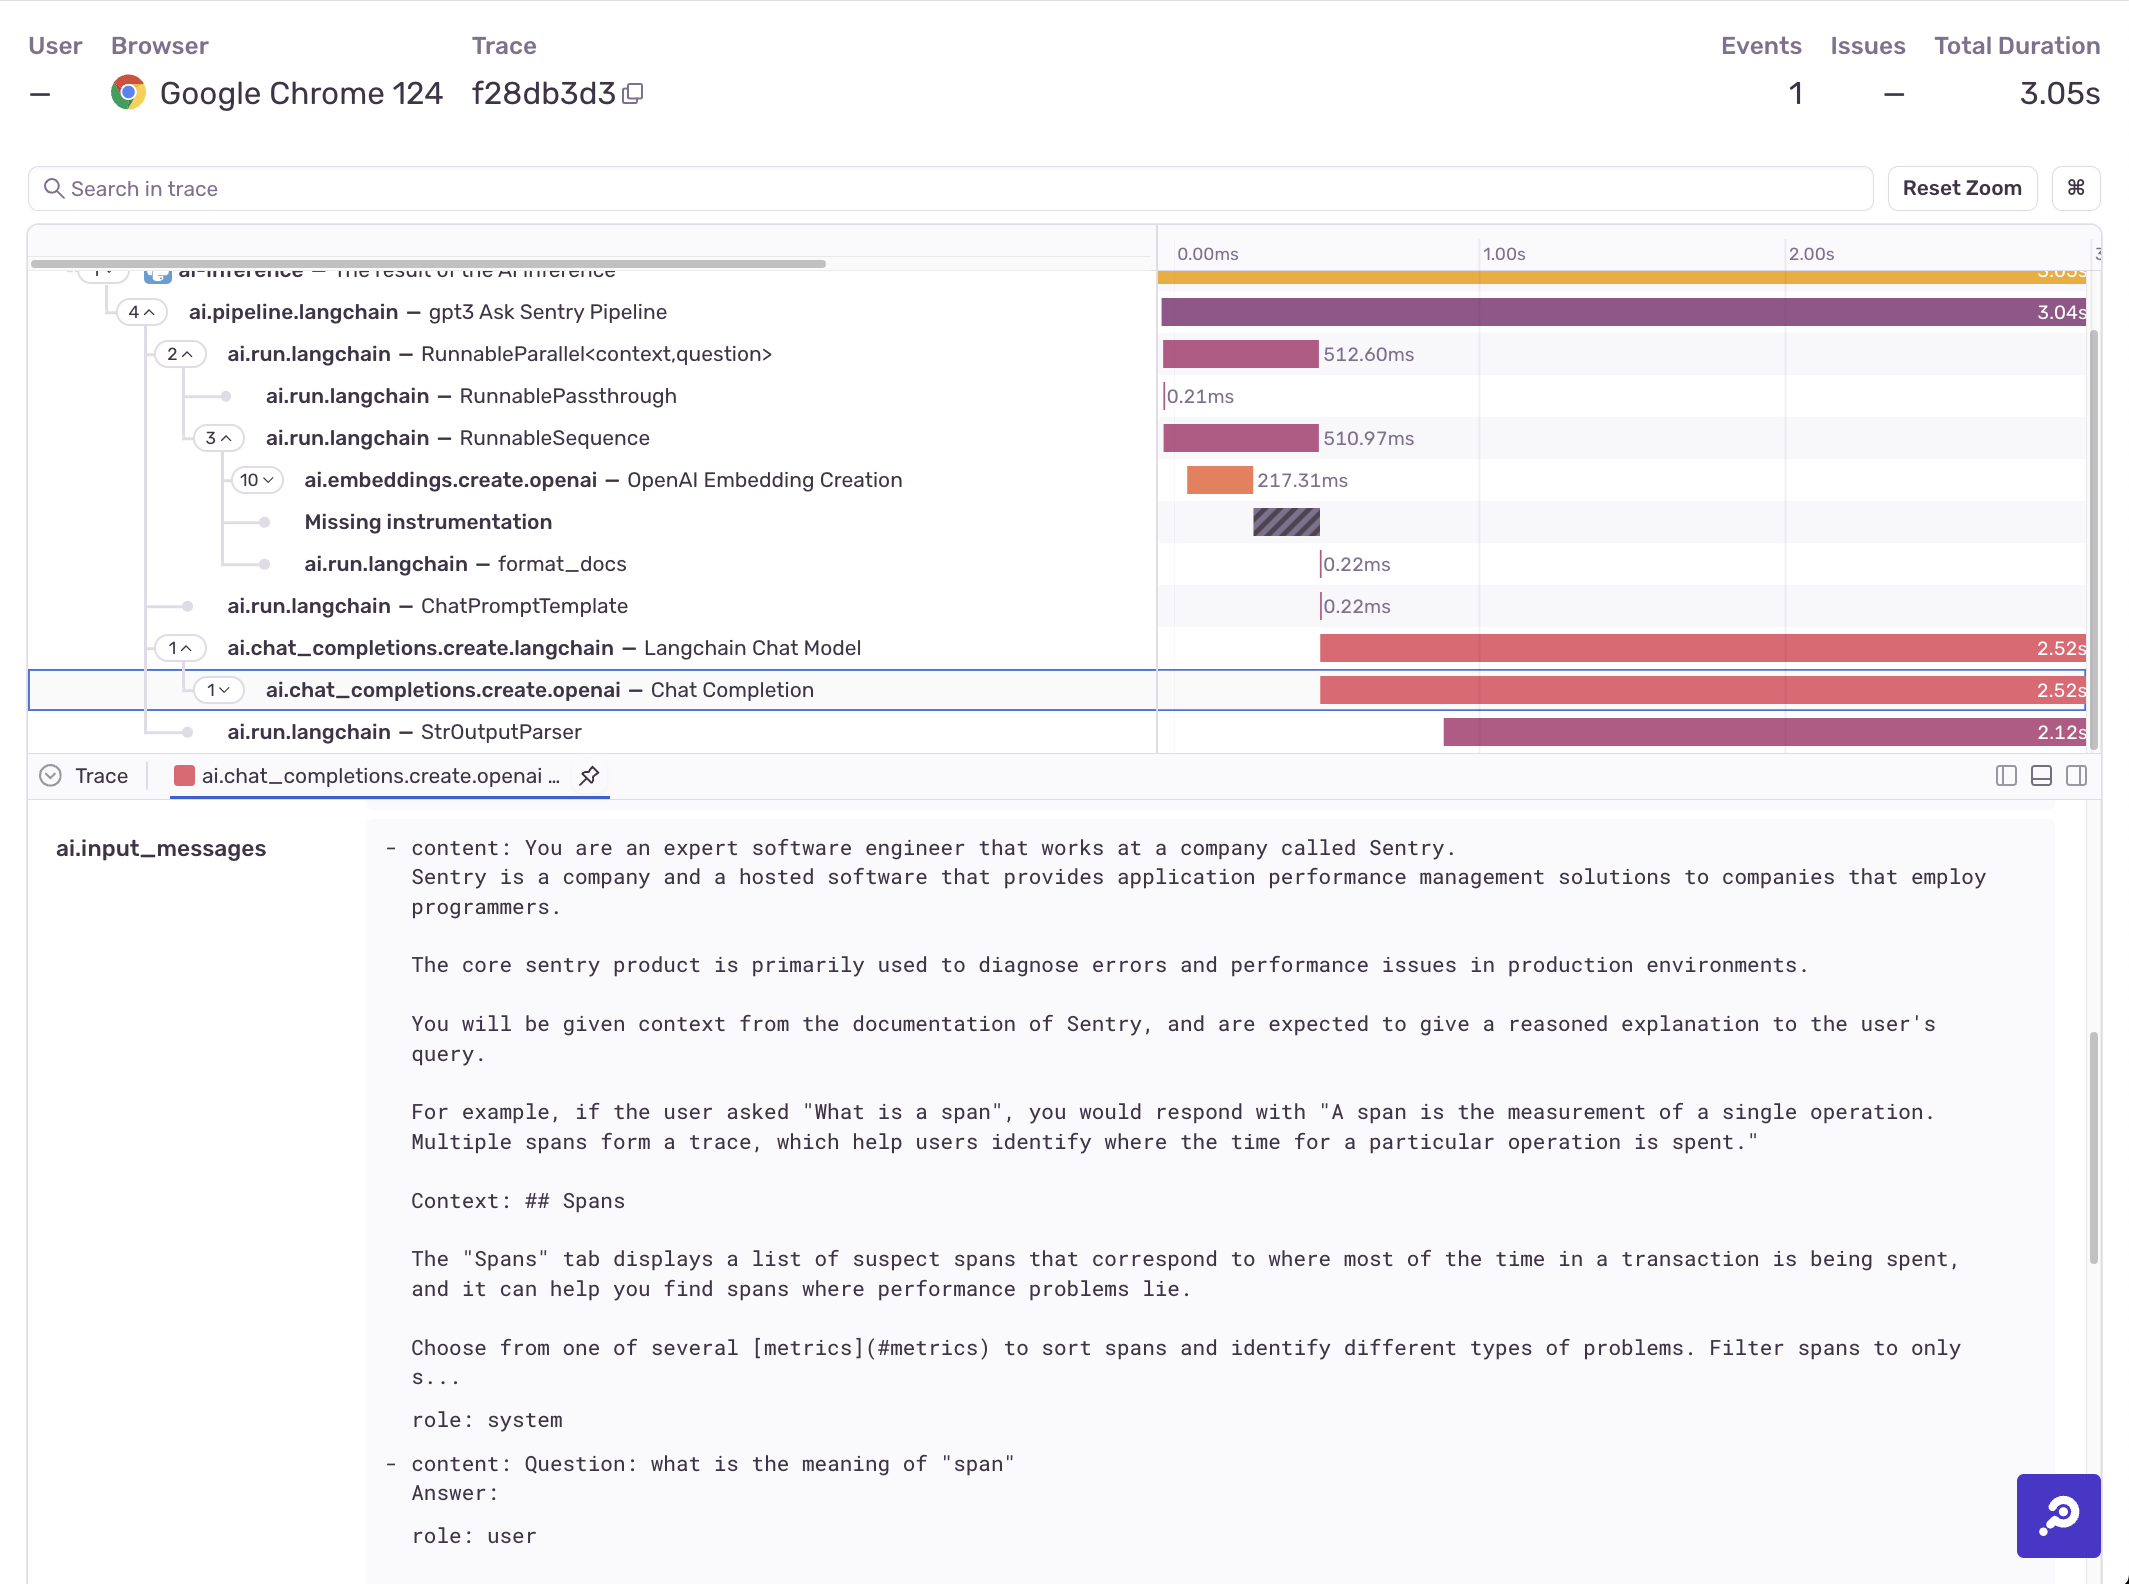 User Browser Trace Events Issues Total Duration
– Google Chrome 124 f28db3d3 1 – 3.05s
Search in trace Reset Zoom ⌘
0.00ms 1.00s 2.00s 3
1 ai-inference — The result of the AI inference 3.05s
4 ai.pipeline.langchain — gpt3 Ask Sentry Pipeline 3.04s
2 ai.run.langchain — RunnableParallel<context,question> 512.60ms
ai.run.langchain — RunnablePassthrough 0.21ms
3 ai.run.langchain — RunnableSequence 510.97ms
10 ai.embeddings.create.openai — OpenAI Embedding Creation 217.31ms
Missing instrumentation
ai.run.langchain — format_docs 0.22ms
ai.run.langchain — ChatPromptTemplate 0.22ms
1 ai.chat_completions.create.langchain — Langchain Chat Model 2.52s
1 ai.chat_completions.create.openai — Chat Completion 2.52s
ai.run.langchain — StrOutputParser 2.12s
Trace ai.chat_completions.create.openai ...
ai.input_messages
- content: You are an expert software engineer that works at a company called Sentry.
Sentry is a company and a hosted software that provides application performance management solutions to companies that employ
programmers.
The core sentry product is primarily used to diagnose errors and performance issues in production environments.
You will be given context from the documentation of Sentry, and are expected to give a reasoned explanation to the user's
query.
For example, if the user asked "What is a span", you would respond with "A span is the measurement of a single operation.
Multiple spans form a trace, which help users identify where the time for a particular operation is spent."
Context: ## Spans
The "Spans" tab displays a list of suspect spans that correspond to where most of the time in a transaction is being spent,
and it can help you find spans where performance problems lie.
Choose from one of several [metrics](#metrics) to sort spans and identify different types of problems. Filter spans to only
s...
role: system
- content: Question: what is the meaning of "span"
Answer:
role: user